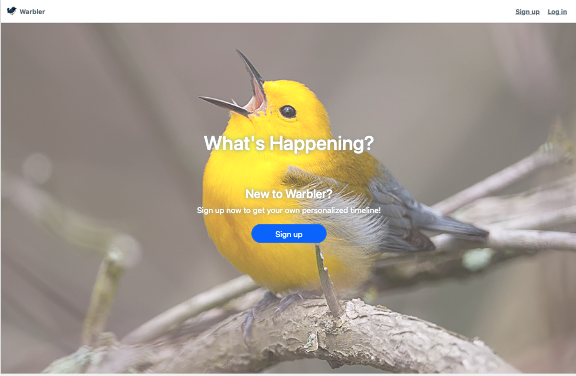 Warbler
Sign up Log in
What's Happening?
New to Warbler?
Sign up now to get your own personalized timeline!
Sign up